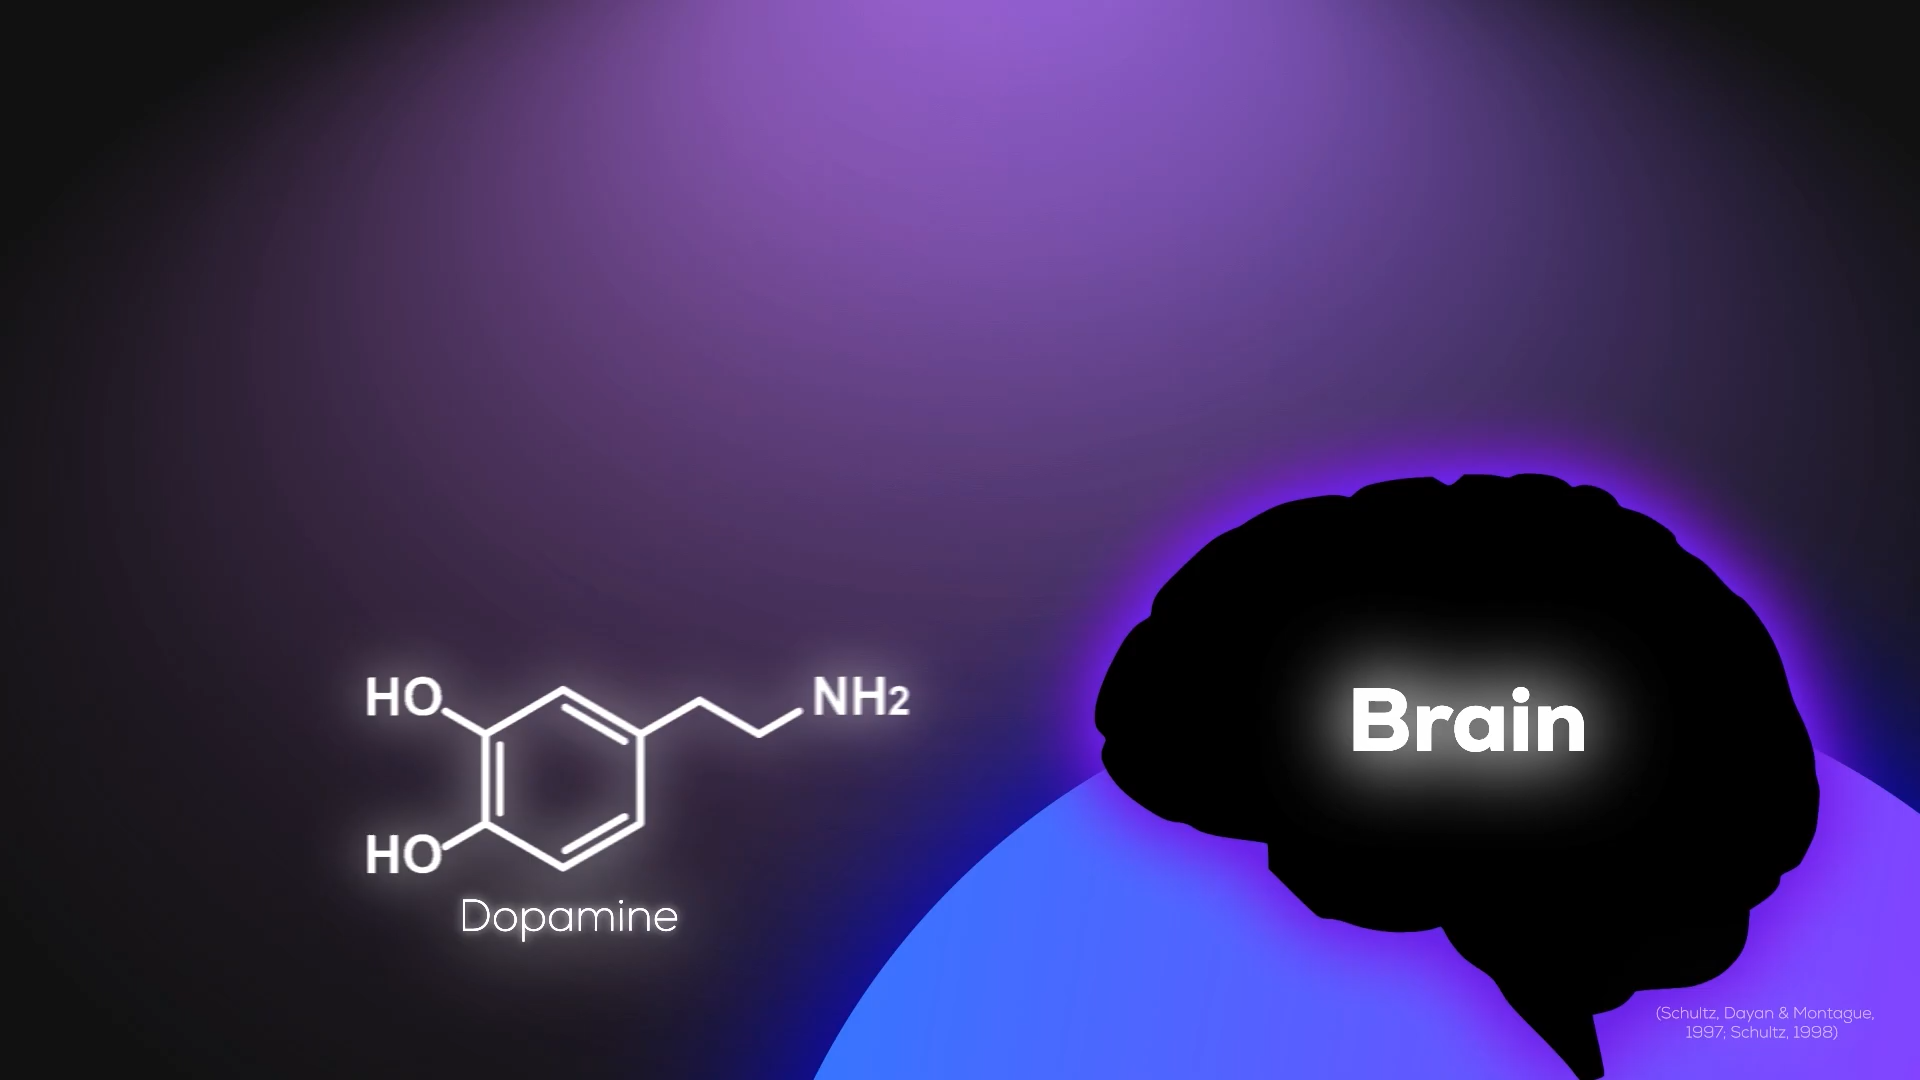 HO
NH2
HO
Dopamine
Brain
(Schultz, Dayan & Montague,
1997; Schultz, 1998)